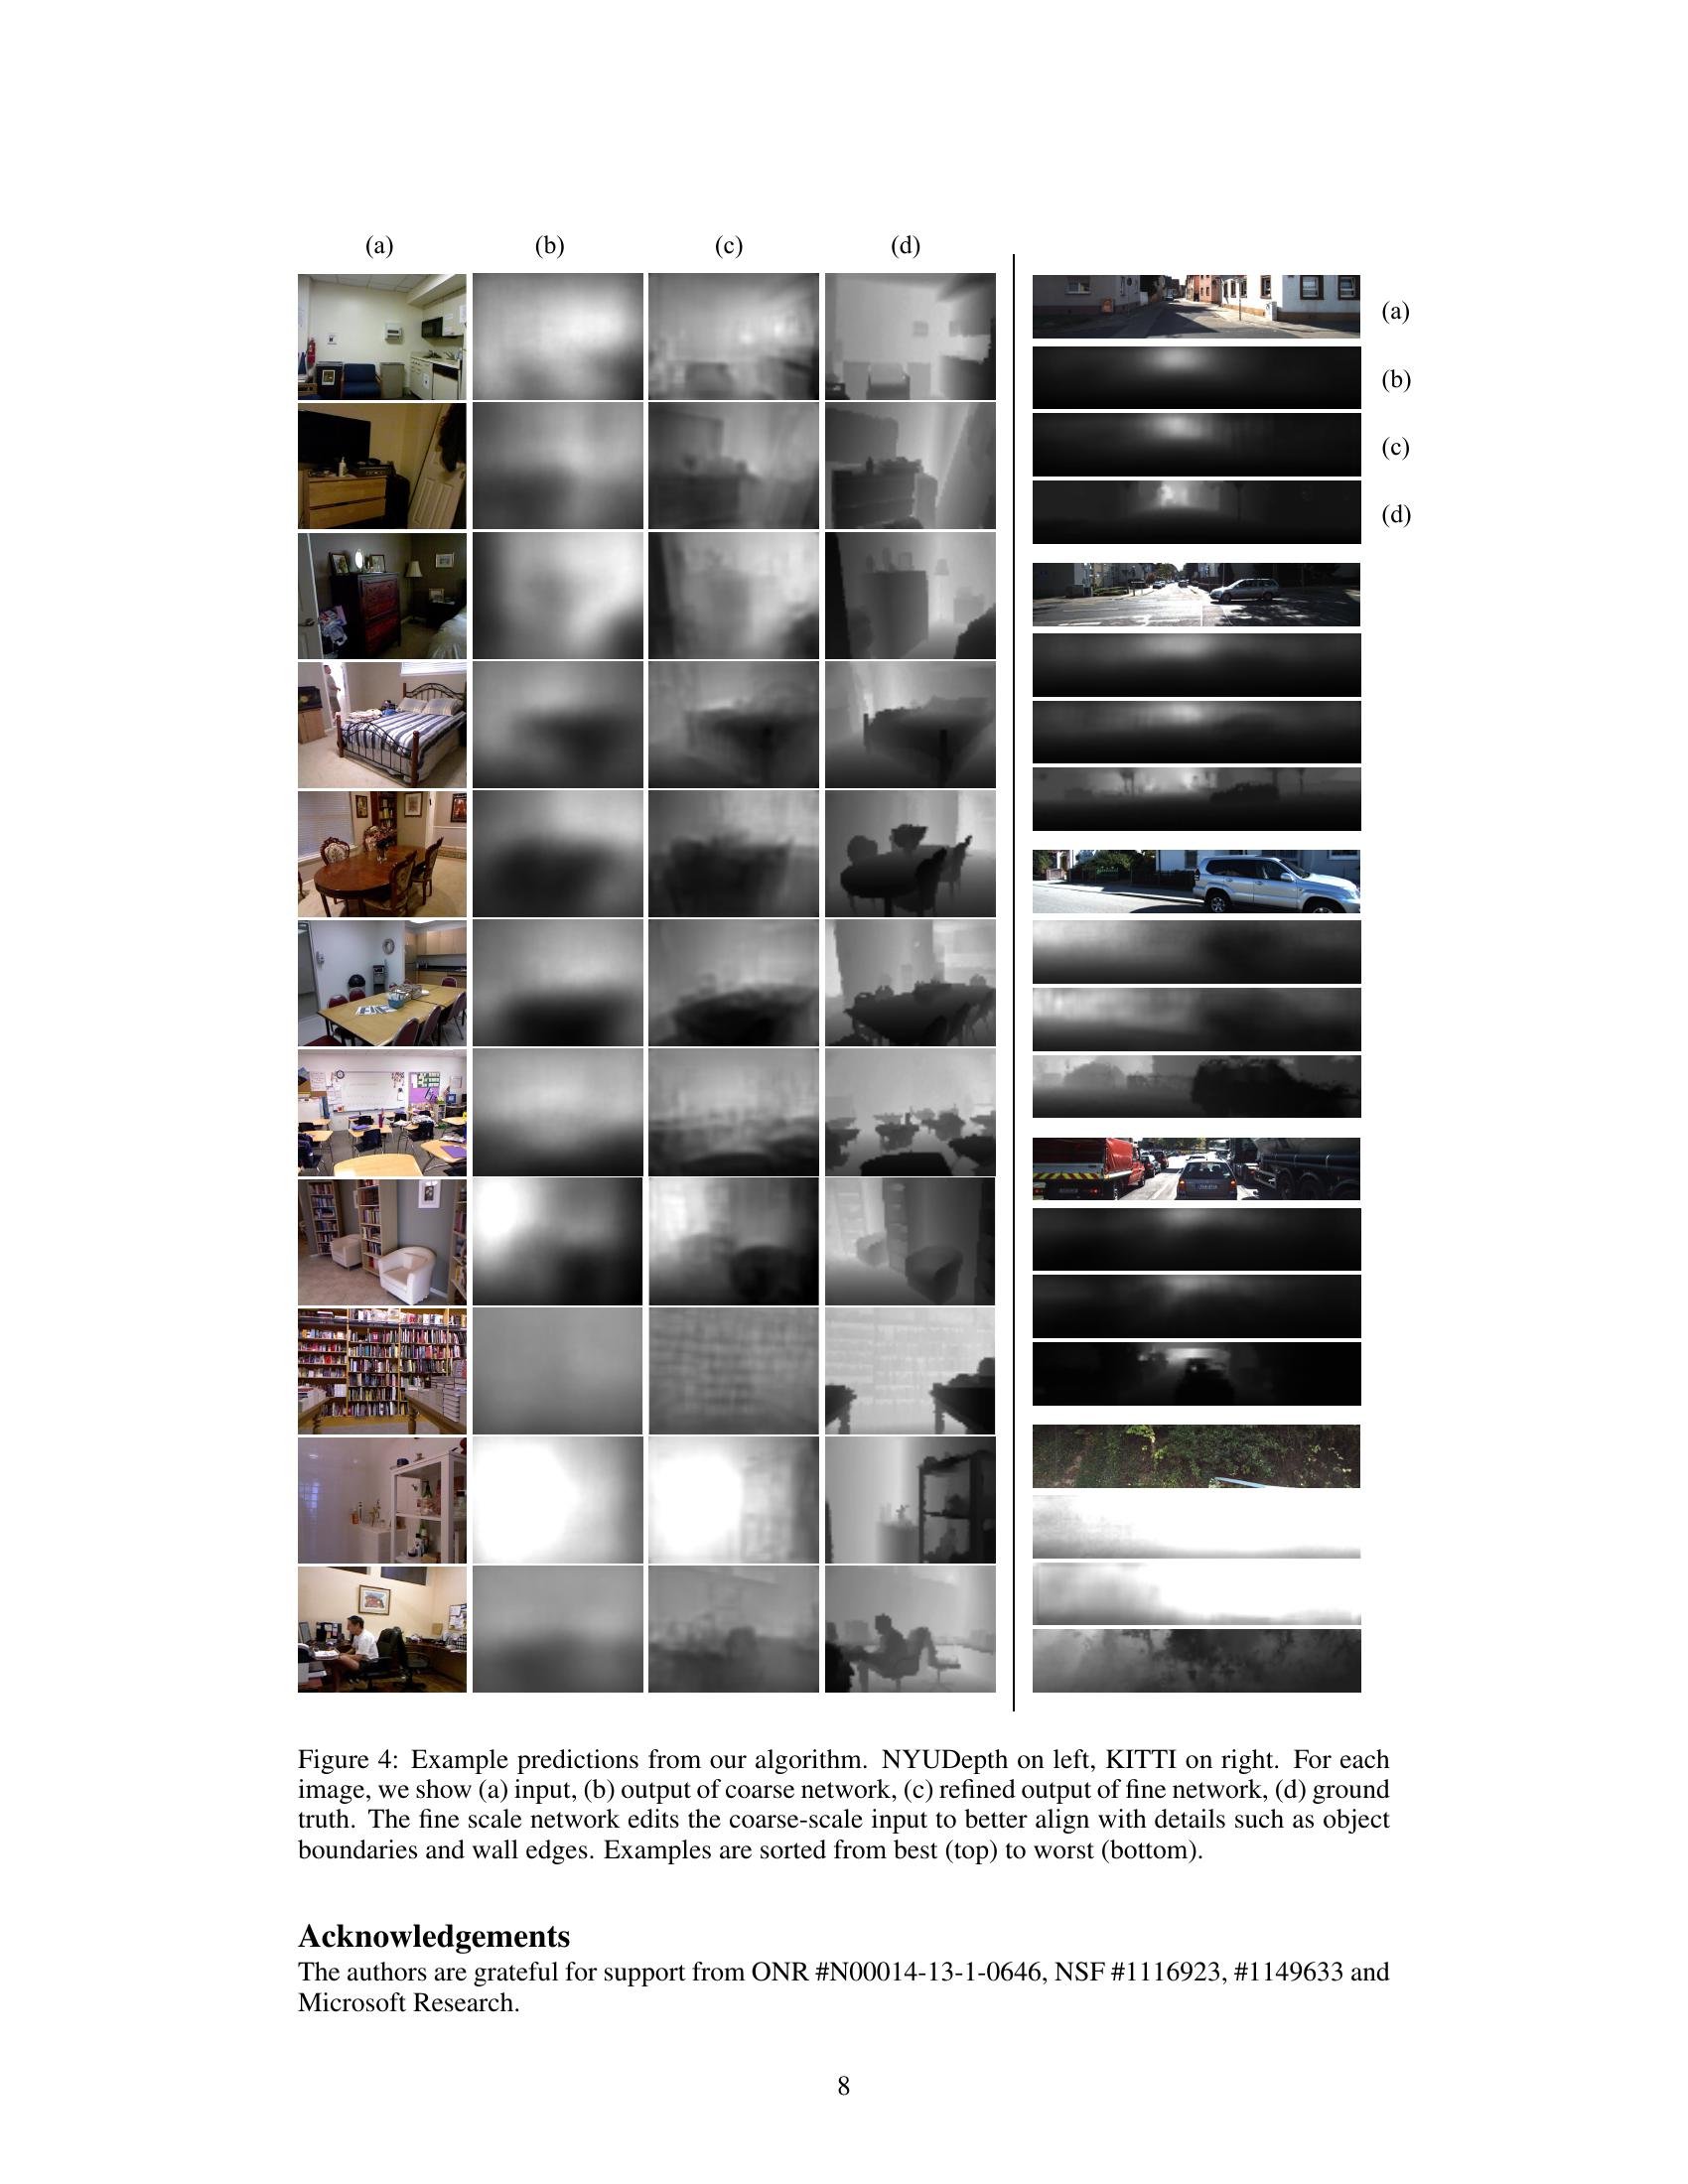 (a) (b) (c) (d)
(a)
(b)
(c)
(d)
Figure 4: Example predictions from our algorithm. NYUDepth on left, KITTI on right. For each
image, we show (a) input, (b) output of coarse network, (c) refined output of fine network, (d) ground
truth. The fine scale network edits the coarse-scale input to better align with details such as object
boundaries and wall edges. Examples are sorted from best (top) to worst (bottom).
Acknowledgements
The authors are grateful for support from ONR #N00014-13-1-0646, NSF #1116923, #1149633 and
Microsoft Research.
8